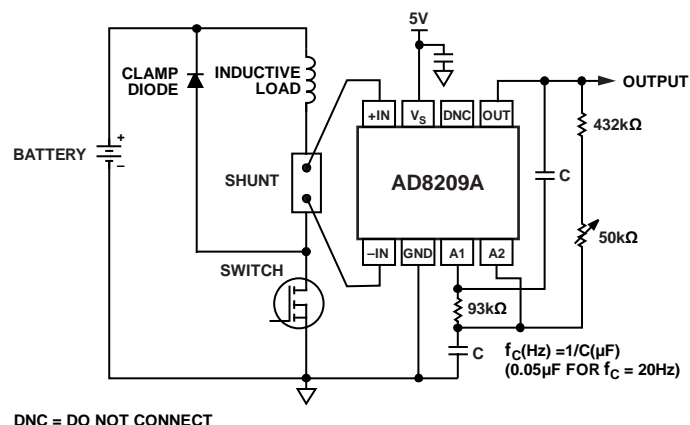 5V
CLAMP
DIODE
INDUCTIVE
LOAD
OUTPUT
+IN
VS
DNC
OUT
432kΩ
BATTERY
+
–
SHUNT
AD8209A
C
50kΩ
–IN
GND
A1
A2
SWITCH
93kΩ
C
fC(Hz) =1/C(µF)
(0.05µF FOR fC = 20Hz)
DNC = DO NOT CONNECT